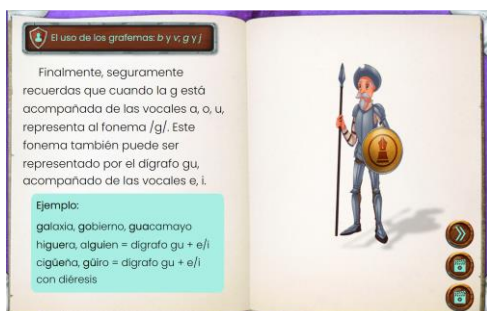 El uso de los grafemas: b y v; g y j
Finalmente, seguramente
recuerdas que cuando la g está
acompañada de las vocales a, o, u,
representa al fonema /g/. Este
fonema también puede ser
representado por el dígrafo gu,
acompañado de las vocales e, i.
Ejemplo:
galaxia, gobierno, guacamayo
higuera, alguien = dígrafo gu + e/i
cigüeña, güiro = dígrafo gu + e/i
con diéresis